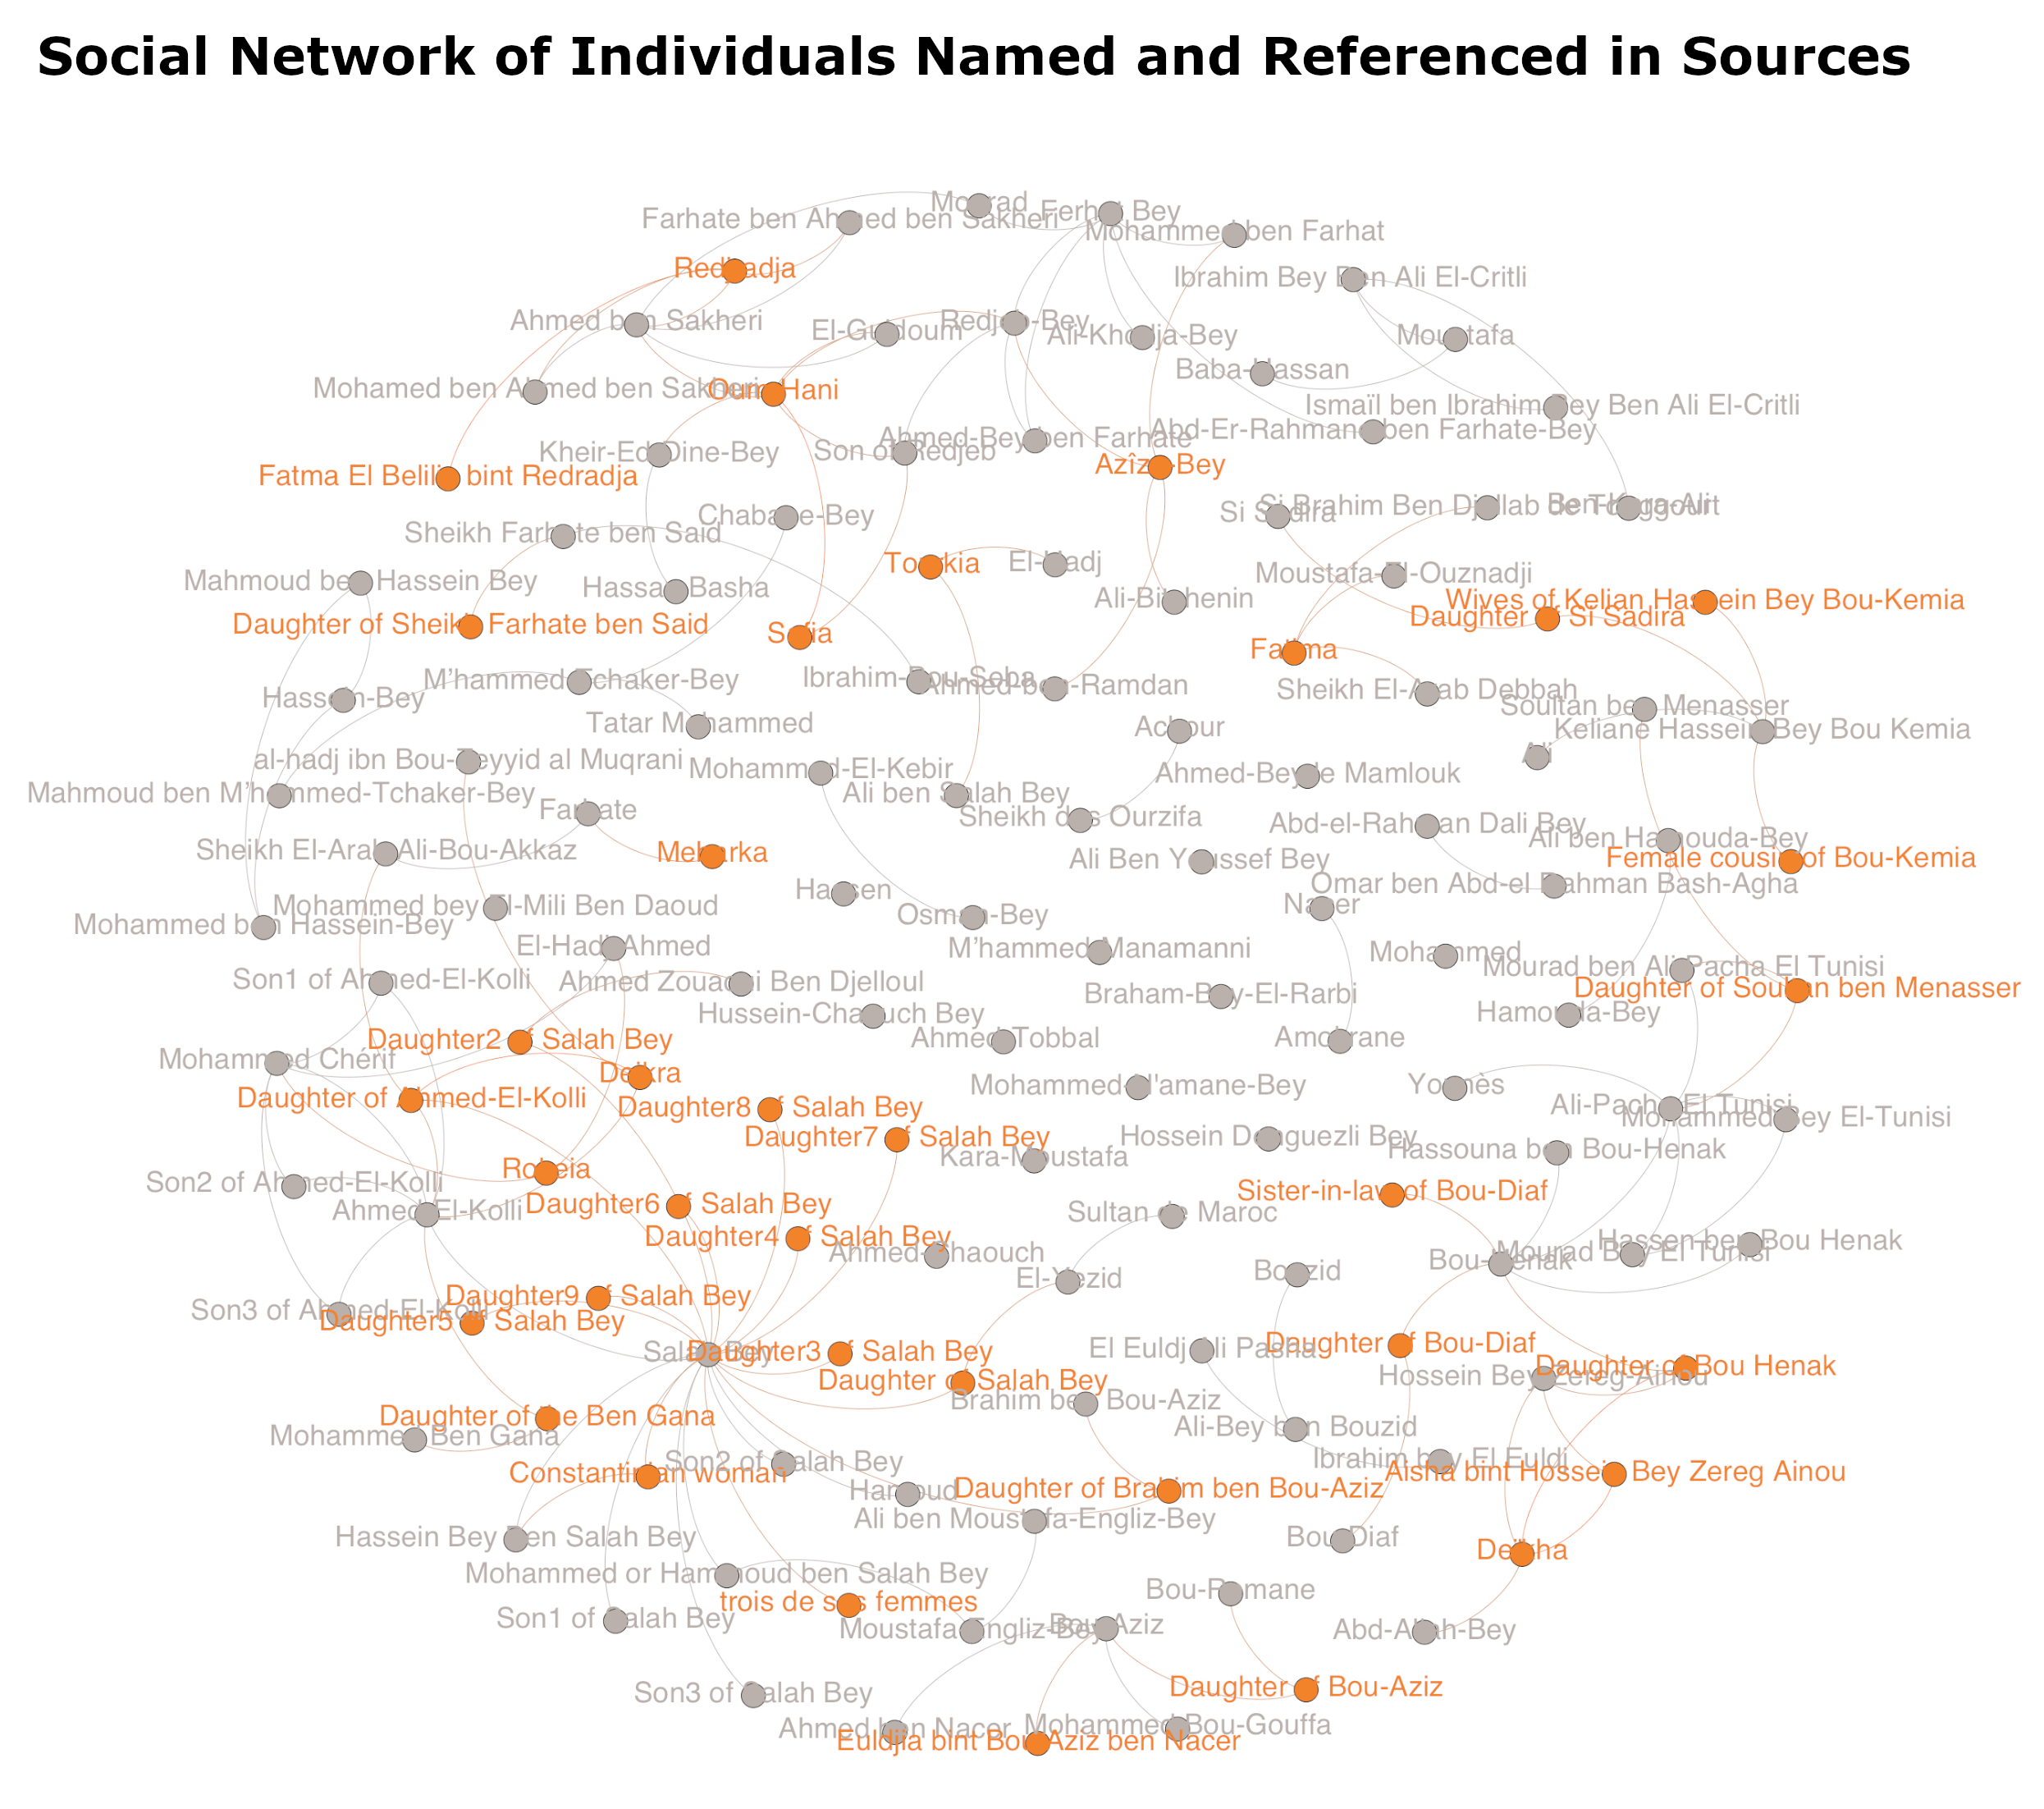 Social Network of Individuals Named and Referenced in Sources
Mourad
Farhate ben Ahmed ben Sakheri
Ferhat Bey
Mohammed ben Farhat
Redjradja
Ibrahim Bey Ben Ali El-Critli
Ahmed ben Sakheri
El-Guidoum
Redjeb-Bey
Ali-Khodja-Bey
Moustafa
Baba-Hassan
Mohamed ben Ahmed ben Sakheri
Oum Hani
Ismaïl ben Ibrahim Bey Ben Ali El-Critli
Abd-Er-Rahmane ben Farhate-Bey
Ahmed-Bey ben Farhate
Kheir-Ed-Dine-Bey
Son of Redjeb
Azîza-Bey
Fatma El Belilia bint Redradja
Si Brahim Ben Djellab de Touggourt
Ben-Kara-Ali
Si Sadira
Chabane-Bey
Sheikh Farhate ben Said
Tourkia
El-Hadj
Moustafa-El-Ouznadji
Mahmoud ben Hassein Bey
Hassan Basha
Ali-Bitchenin
Wives of Kelian Hassein Bey Bou-Kemia
Daughter of Si Sadira
Daughter of Sheikh Farhate ben Said
Safia
Fatma
M'hammed-Tchaker-Bey
Ibrahim-Bou-Seba
Ahmed-ben-Ramdan
Sheikh El-Arab Debbah
Hassein-Bey
Soultan ben Menasser
Tatar Mohammed
Achour
Keliane Hassein Bey Bou Kemia
Ali
al-hadj ibn Bou-Zeyyid al Muqrani
Mohammed-El-Kebir
Ahmed-Bey le Mamlouk
Mahmoud ben M'hammed-Tchaker-Bey
Ali ben Salah Bey
Farhate
Sheikh des Ourzifa
Abd-el-Rahman Dali Bey
Ali ben Hamouda-Bey
Sheikh El-Arab Ali-Bou-Akkaz
Mebarka
Ali Ben Youssef Bey
Female cousin of Bou-Kemia
Hassen
Omar ben Abd-el Rahman Bash-Agha
Mohammed bey El-Mili Ben Daoud
Osman-Bey
Nacer
Mohammed ben Hassein-Bey
El-Hadj Ahmed
M'hammed Manamanni
Mohammed
Son1 of Ahmed-El-Kolli
Ahmed Zouaoui Ben Djelloul
Mourad ben Ali Pacha El Tunisi
Daughter of Soultan ben Menasser
Braham-Bey-El-Rarbi
Hussein-Chaouch Bey
Hamouda-Bey
Daughter2 of Salah Bey
Ahmed Tobbal
Amokrane
Mohammed Chérif
Deikra
Mohammed-N'amane-Bey
Younès
Daughter of Ahmed-El-Kolli
Daughter8 of Salah Bey
Ali-Pacha El Tunisi
Mohammed Bey El-Tunisi
Daughter7 of Salah Bey
Hossein Denguezli Bey
Kara-Moustafa
Hassouna ben Bou-Henak
Rokeia
Son2 of Ahmed-El-Kolli
Sister-in-law of Bou-Diaf
Ahmed El-Kolli
Daughter6 of Salah Bey
Sultan de Maroc
Daughter4 of Salah Bey
Ahmed-Chaouch
Hassen ben Bou Henak
Mourad Bey El Tunisi
Bou-Henak
El-Yezid
Bouzid
Daughter9 of Salah Bey
Son3 of Ahmed-El-Kolli
Daughter5 of Salah Bey
Salah Bey
Daughter3 of Salah Bey
El Euldj Ali Pasha
Daughter of Bou-Diaf
Daughter of Bou Henak
Daughter of Salah Bey
Hossein Bey Zereg-Ainou
Brahim ben Bou-Aziz
Daughter of the Ben Gana
Mohammed Ben Gana
Ali-Bey ben Bouzid
Son2 of Salah Bey
Ibrahim bey El Euldj
Constantinian woman
Aisha bint Hossein Bey Zereg Ainou
Hamoud
Daughter of Brahim ben Bou-Aziz
Ali ben Moustafa-Engliz-Bey
Hassein Bey Ben Salah Bey
Bou Diaf
Deikha
Mohammed or Hammoud ben Salah Bey
Bou-Romane
trois de ses femmes
Son1 of Salah Bey
Moustafa Engliz-Bey
Bou-Aziz
Abd-Allah-Bey
Son3 of Salah Bey
Daughter of Bou-Aziz
Ahmed ben Nacer
Mohammed Bou-Gouffa
Euldjia bint Bou-Aziz ben Nacer